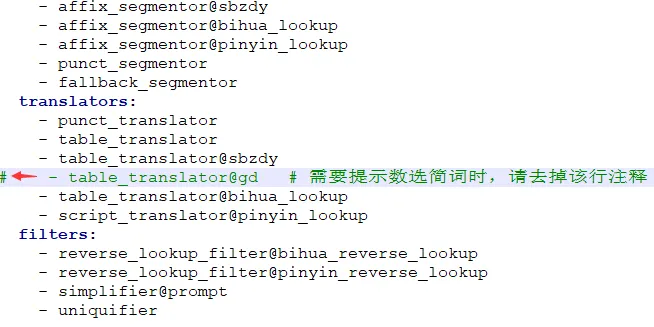 - affix_segmentor@sbzdy
- affix_segmentor@bihua_lookup
- affix_segmentor@pinyin_lookup
- punct_segmentor
- fallback_segmentor
translators:
- punct_translator
- table_translator
- table_translator@sbzdy
# - table_translator@gd # 需要提示数选简词时，请去掉该行注释
- table_translator@bihua_lookup
- script_translator@pinyin_lookup
filters:
- reverse_lookup_filter@bihua_reverse_lookup
- reverse_lookup_filter@pinyin_reverse_lookup
- simplifier@prompt
- uniquifier